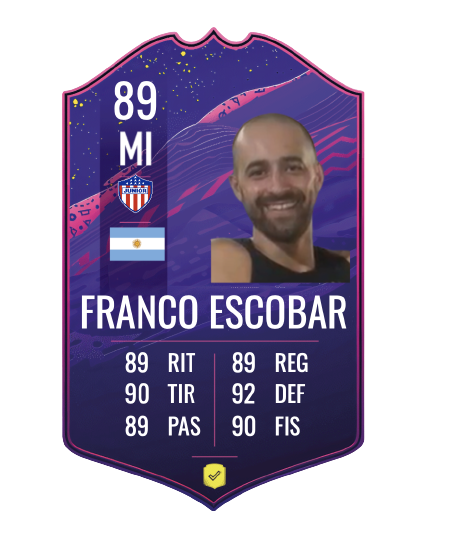 89
MI
JUNIOR
FRANCO ESCOBAR
89 RIT 89 REG
90 TIR 92 DEF
89 PAS 90 FIS